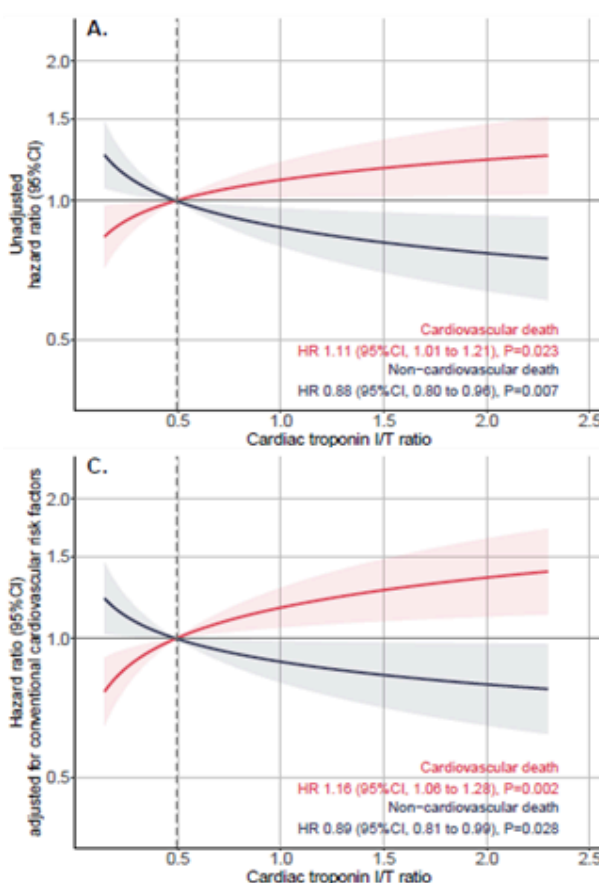 A.
2.0
1.5
1.0
0.5
Unadjusted
hazard ratio (95%CI)
Cardiovascular death
HR 1.11 (95%CI, 1.01 to 1.21), P=0.023
Non-cardiovascular death
HR 0.88 (95%CI, 0.80 to 0.96), P=0.007
0.5 1.0 1.5 2.0 2.5
Cardiac troponin I/T ratio
C.
2.0
1.5
1.0
0.5
Hazard ratio (95%CI)
adjusted for conventional cardiovascular risk factors
Cardiovascular death
HR 1.16 (95%CI, 1.06 to 1.28), P=0.002
Non-cardiovascular death
HR 0.89 (95%CI, 0.81 to 0.99), P=0.028
0.5 1.0 1.5 2.0 2.5
Cardiac troponin I/T ratio